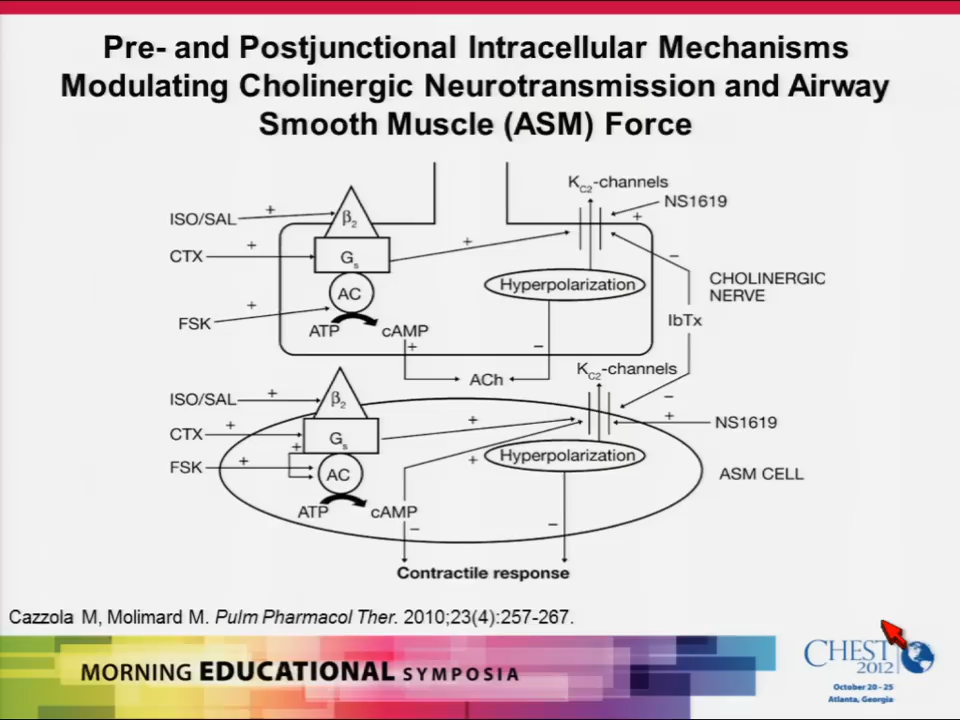 Pre- and Postjunctional Intracellular Mechanisms
Modulating Cholinergic Neurotransmission and Airway
Smooth Muscle (ASM) Force
KC2-channels
NS1619
ISO/SAL
+
β2
+
CTX
+
Gs
+
−
AC
Hyperpolarization
CHOLINERGIC
NERVE
FSK
+
ATP
cAMP
IbTx
+
−
ACh
KC2-channels
ISO/SAL
+
β2
−
+
NS1619
CTX
+
Gs
+
+
FSK
+
AC
+
Hyperpolarization
ASM CELL
ATP
cAMP
−
−
Contractile response
Cazzola M, Molimard M. Pulm Pharmacol Ther. 2010;23(4):257-267.
MORNING EDUCATIONAL SYMPOSIA
CHEST
2012
October 20 - 25
Atlanta, Georgia